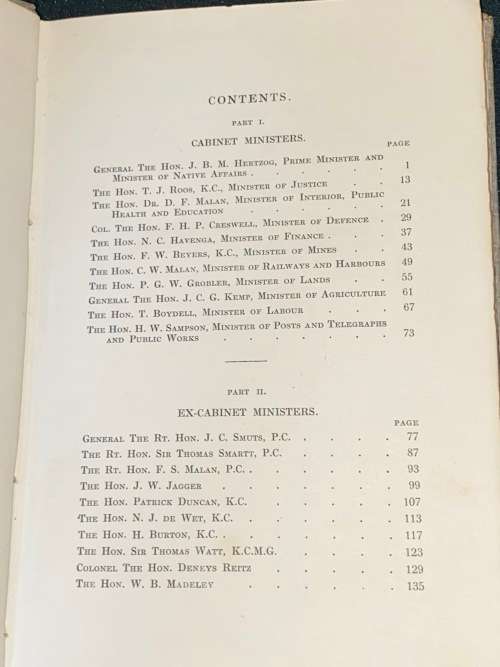 CONTENTS.
PART I.
CABINET MINISTERS.
PAGE
General The Hon. J. B. M. Hertzog, Prime Minister and
Minister of Native Affairs . . . . . . 1
The Hon. T. J. Roos, K.C., Minister of Justice . . 13
The Hon. Dr. D. F. Malan, Minister of Interior, Public
Health and Education . . . . . . 21
Col. The Hon. F. H. P. Creswell, Minister of Defence . 29
The Hon. N. C. Havenga, Minister of Finance . . . 37
The Hon. F. W. Beyers, K.C., Minister of Mines . . 43
The Hon. C. W. Malan, Minister of Railways and Harbours 49
The Hon. P. G. W. Grobler, Minister of Lands . . 55
General The Hon. J. C. G. Kemp, Minister of Agriculture 61
The Hon. T. Boydell, Minister of Labour . . . 67
The Hon. H. W. Sampson, Minister of Posts and Telegraphs
and Public Works . . . . . . 73
PART II.
EX-CABINET MINISTERS.
PAGE
General The Rt. Hon. J. C. Smuts, P.C. . . . . 77
The Rt. Hon. Sir Thomas Smartt, P.C. . . . . 87
The Rt. Hon. F. S. Malan, P.C. . . . . . 93
The Hon. J. W. Jagger . . . . . 99
The Hon. Patrick Duncan, K.C. . . . . 107
The Hon. N. J. de Wet, K.C. . . . . . 113
The Hon. H. Burton, K.C. . . . . . 117
The Hon. Sir Thomas Watt, K.C.M.G. . . . . 123
Colonel The Hon. Deneys Reitz . . . . 129
The Hon. W. B. Madeley . . . . . 135